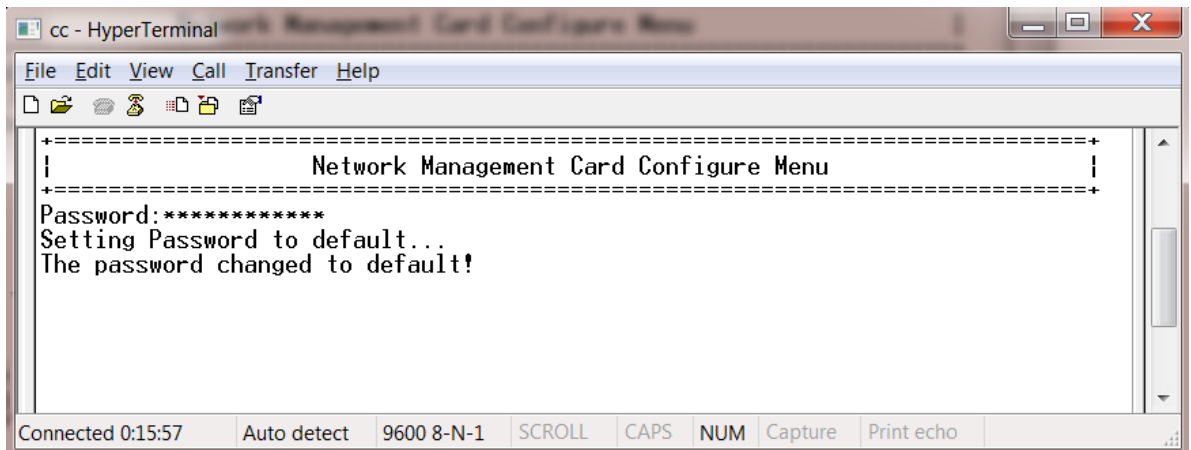 cc - HyperTerminal
File Edit View Call Transfer Help
+=========================================================================+
¦ Network Management Card Configure Menu ¦
+=========================================================================+
Password:************
Setting Password to default...
The password changed to default!
Connected 0:15:57 Auto detect 9600 8-N-1 SCROLL CAPS NUM Capture Print echo